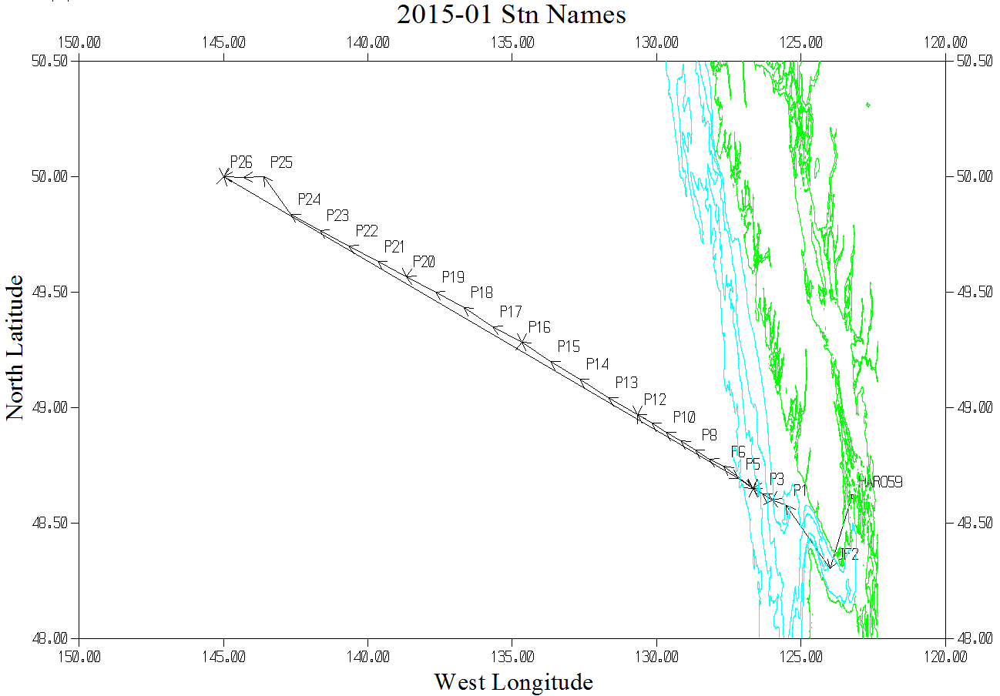 2015-01 Stn Names
150.00 145.00 140.00 135.00 130.00 125.00 120.00
50.50 50.50
P26 P25
50.00 50.00
P24
P23
P22
P21
P20
P19
49.50 49.50
P18
P17
P16
P15
P14
P13
49.00 49.00
P12
P10
P8
P6
P5
P3
P1
HAR059
48.50 48.50
JF2
48.00 48.00
150.00 145.00 140.00 135.00 130.00 125.00 120.00
West Longitude
North Latitude